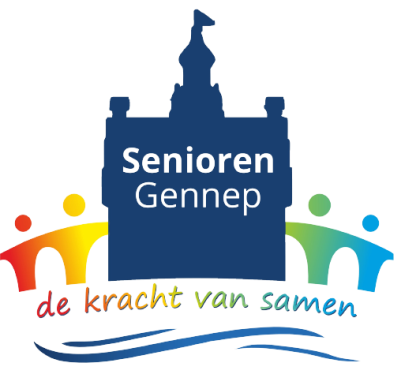 Senioren
Gennep
de kracht van samen